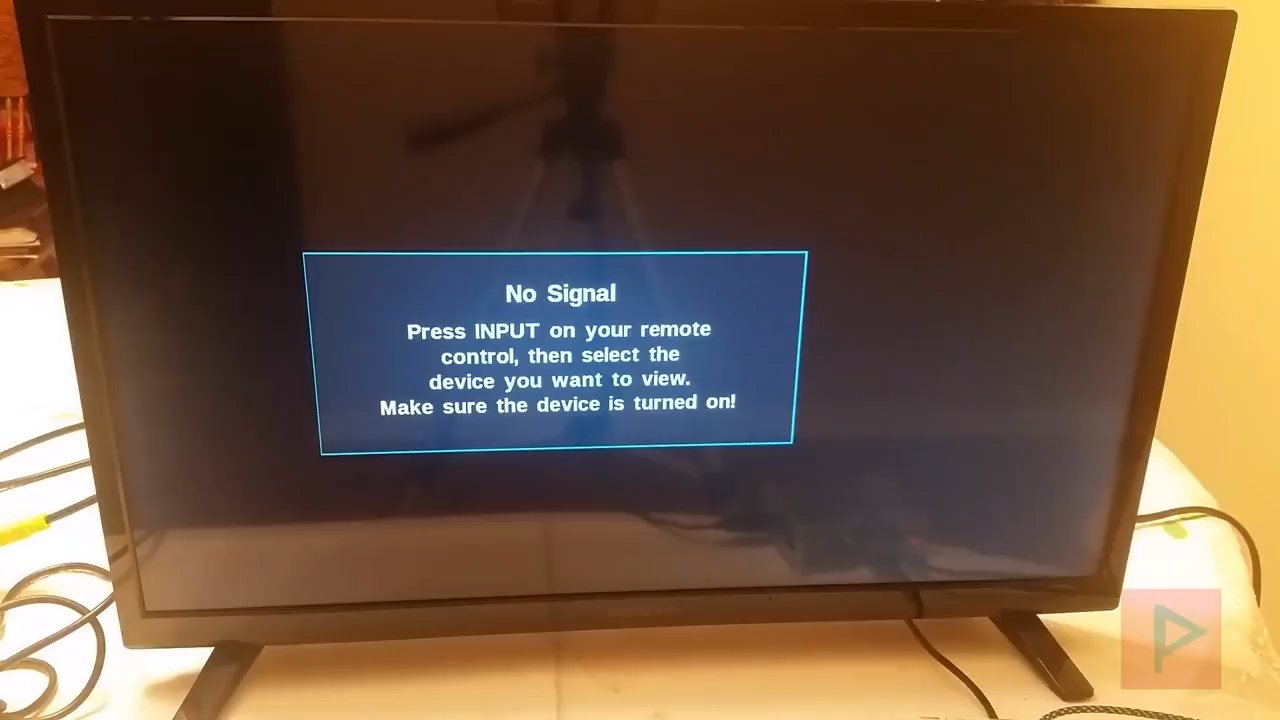 No Signal
Press INPUT on your remote
control, then select the
device you want to view.
Make sure the device is turned on!